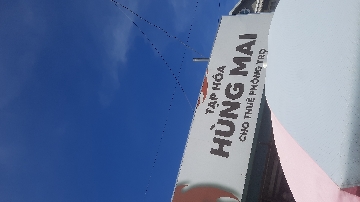 TẠP HÓA
HÙNG MAI
CHO THUÊ PHÒNG TRỌ